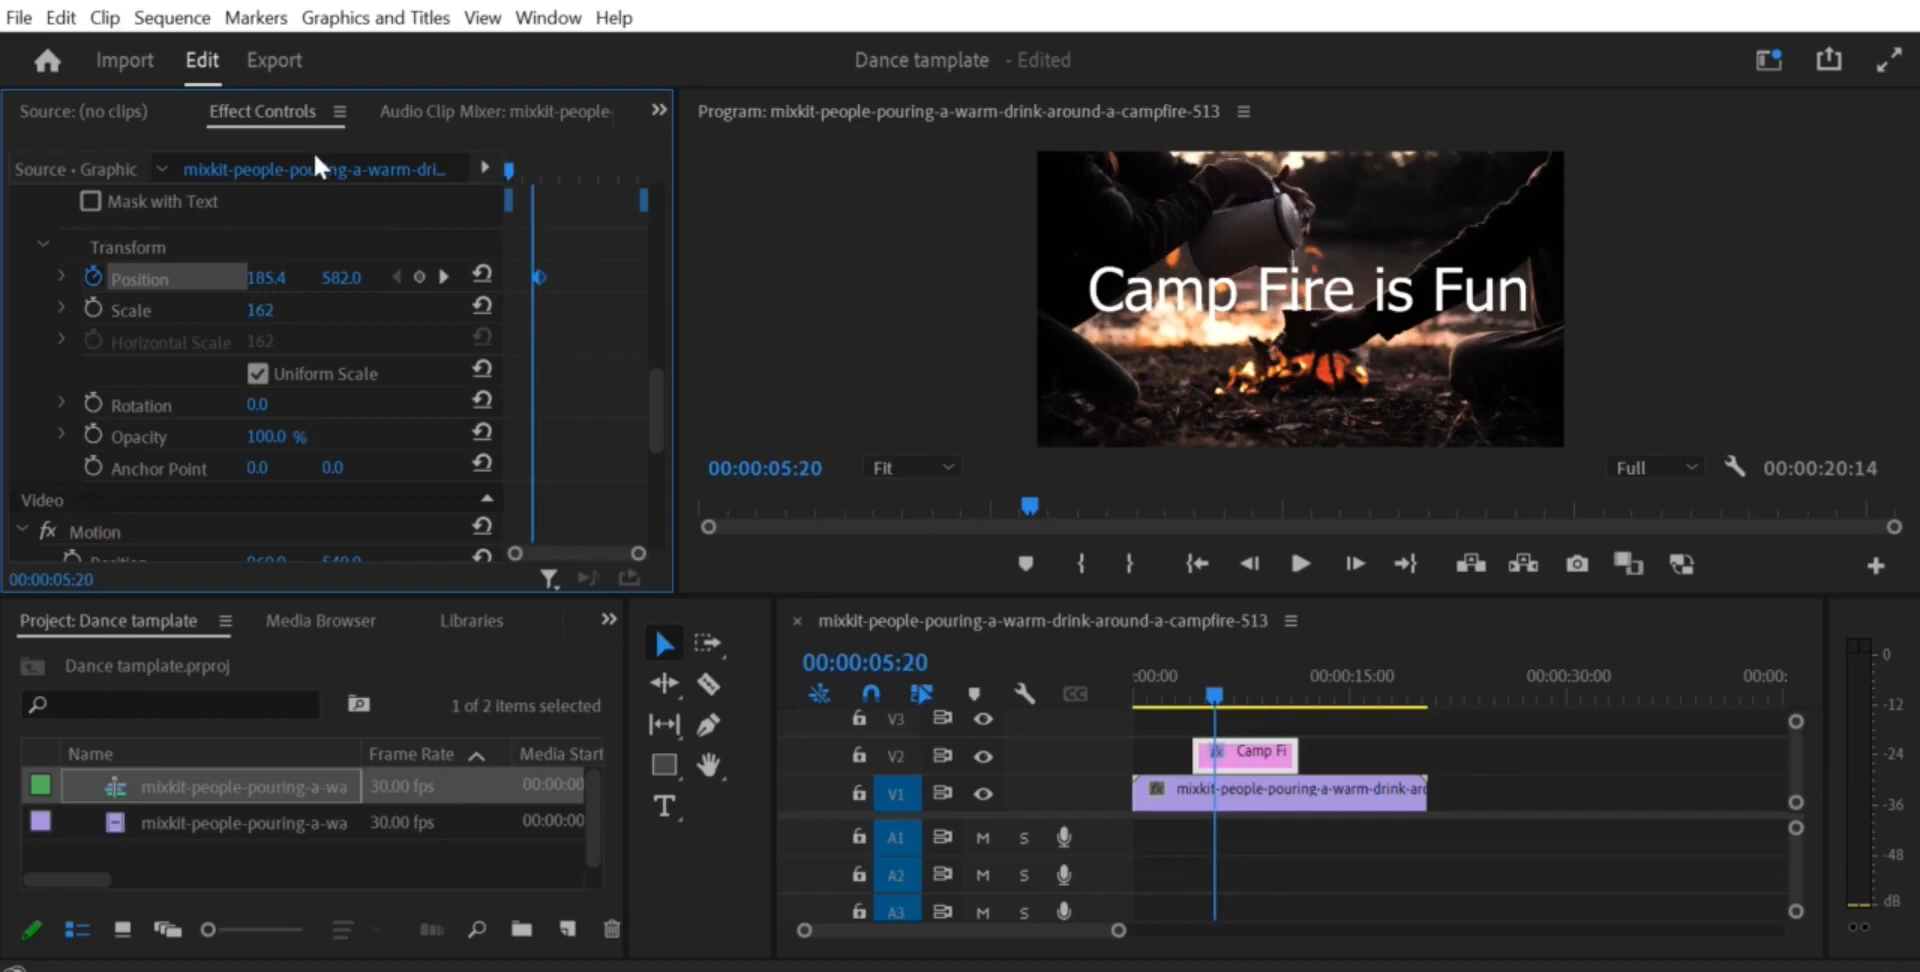 File Edit Clip Sequence Markers Graphics and Titles View Window Help
Import Edit Export
Dance tamplate - Edited
Source: (no clips) Effect Controls Audio Clip Mixer: mixkit-people-
Program: mixkit-people-pouring-a-warm-drink-around-a-campfire-513
Source • Graphic mixkit-people-pouring-a-warm-dri...
Mask with Text
Transform
Position 185.4 582.0
Scale 162
Horizontal Scale 162
Uniform Scale
Rotation 0.0
Opacity 100.0 %
Anchor Point 0.0 0.0
Video
fx Motion
00:00:05:20
Camp Fire is Fun
00:00:05:20 Fit Full 00:00:20:14
Project: Dance tamplate Media Browser Libraries
Dance tamplate.prproj
1 of 2 items selected
Name Frame Rate Media Start
mixkit-people-pouring-a-wa 30.00 fps 00:00:00
mixkit-people-pouring-a-wa 30.00 fps 00:00:00
T
× mixkit-people-pouring-a-warm-drink-around-a-campfire-513
00:00:05:20
:00:00 00:00:15:00 00:00:30:00 00:00:
CC
V3
V2 fx Camp Fi
V1 fx mixkit-people-pouring-a-warm-drink-aro
A1 M S
A2 M S
A3 M S
0
-12
-24
-36
-48
dB